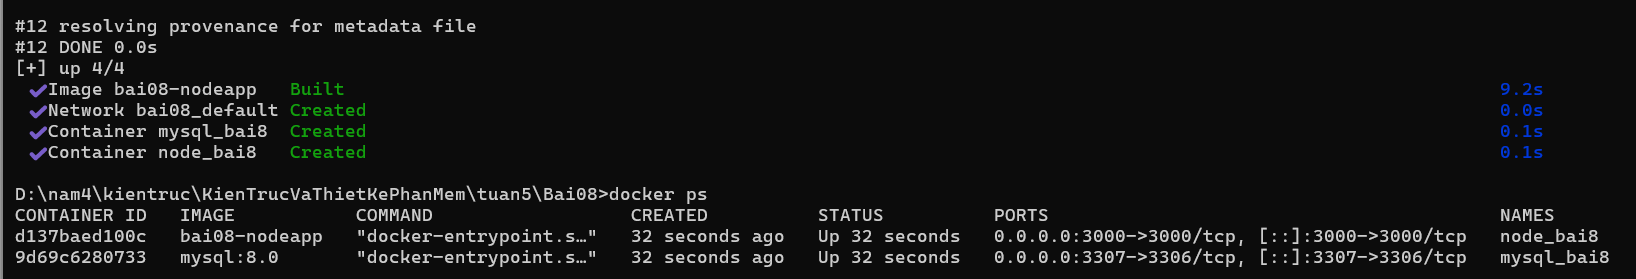 #12 resolving provenance for metadata file
#12 DONE 0.0s
[+] up 4/4
✔Image bai08-nodeapp   Built 9.2s
✔Network bai08_default Created 0.0s
✔Container mysql_bai8  Created 0.1s
✔Container node_bai8   Created 0.1s
D:\nam4\kientruc\KienTrucVaThietKePhanMem\tuan5\Bai08>docker ps
CONTAINER ID   IMAGE           COMMAND                  CREATED          STATUS          PORTS                                         NAMES
d137baed100c   bai08-nodeapp   "docker-entrypoint.s…"   32 seconds ago   Up 32 seconds   0.0.0.0:3000->3000/tcp, [::]:3000->3000/tcp   node_bai8
9d69c6280733   mysql:8.0       "docker-entrypoint.s…"   32 seconds ago   Up 32 seconds   0.0.0.0:3307->3306/tcp, [::]:3307->3306/tcp   mysql_bai8